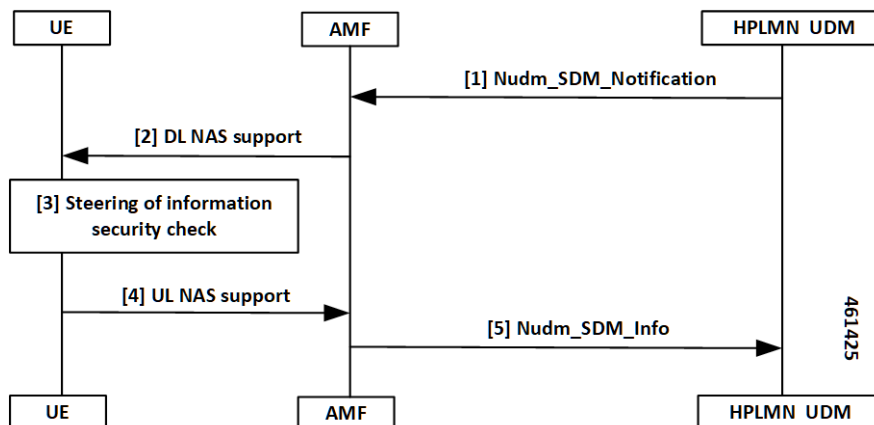 UE
AMF
HPLMN UDM
[1] Nudm_SDM_Notification
[2] DL NAS support
[3] Steering of information
security check
[4] UL NAS support
[5] Nudm_SDM_Info
461425
UE
AMF
HPLMN UDM